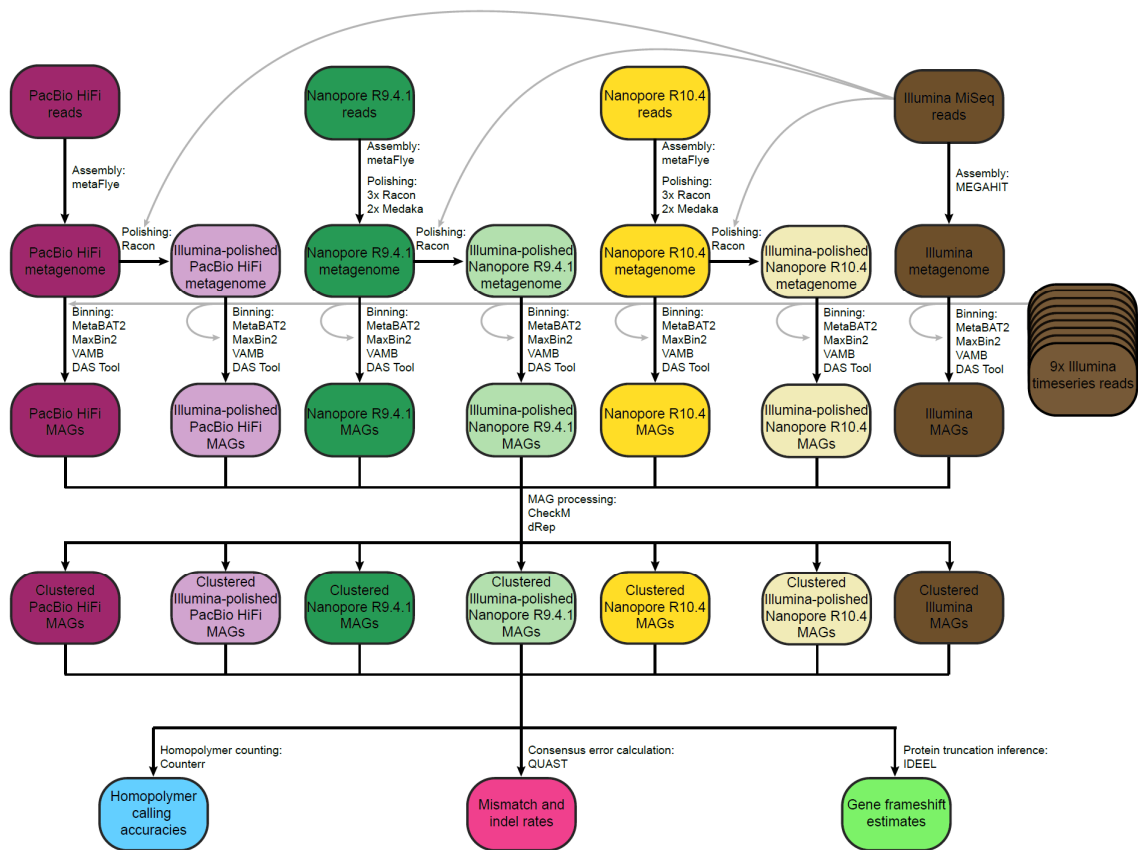 PacBio HiFi
reads
Nanopore R9.4.1
reads
Nanopore R10.4
reads
Illumina MiSeq
reads
Assembly:
metaFlye
Assembly:
metaFlye
Polishing:
3x Racon
2x Medaka
Assembly:
metaFlye
Polishing:
3x Racon
2x Medaka
Assembly:
MEGAHIT
PacBio HiFi
metagenome
Polishing:
Racon
Illumina-polished
PacBio HiFi
metagenome
Nanopore R9.4.1
metagenome
Polishing:
Racon
Illumina-polished
Nanopore R9.4.1
metagenome
Nanopore R10.4
metagenome
Polishing:
Racon
Illumina-polished
Nanopore R10.4
metagenome
Illumina
metagenome
Binning:
MetaBAT2
MaxBin2
VAMB
DAS Tool
Binning:
MetaBAT2
MaxBin2
VAMB
DAS Tool
Binning:
MetaBAT2
MaxBin2
VAMB
DAS Tool
Binning:
MetaBAT2
MaxBin2
VAMB
DAS Tool
Binning:
MetaBAT2
MaxBin2
VAMB
DAS Tool
Binning:
MetaBAT2
MaxBin2
VAMB
DAS Tool
Binning:
MetaBAT2
MaxBin2
VAMB
DAS Tool
9x Illumina
timeseries reads
PacBio HiFi
MAGs
Illumina-polished
PacBio HiFi
MAGs
Nanopore R9.4.1
MAGs
Illumina-polished
Nanopore R9.4.1
MAGs
Nanopore R10.4
MAGs
Illumina-polished
Nanopore R10.4
MAGs
Illumina
MAGs
MAG processing:
CheckM
dRep
Clustered
PacBio HiFi
MAGs
Clustered
Illumina-polished
PacBio HiFi
MAGs
Clustered
Nanopore R9.4.1
MAGs
Clustered
Illumina-polished
Nanopore R9.4.1
MAGs
Clustered
Nanopore R10.4
MAGs
Clustered
Illumina-polished
Nanopore R10.4
MAGs
Clustered
Illumina
MAGs
Homopolymer counting:
Counterr
Consensus error calculation:
QUAST
Protein truncation inference:
IDEEL
Homopolymer
calling
accuracies
Mismatch and
indel rates
Gene frameshift
estimates